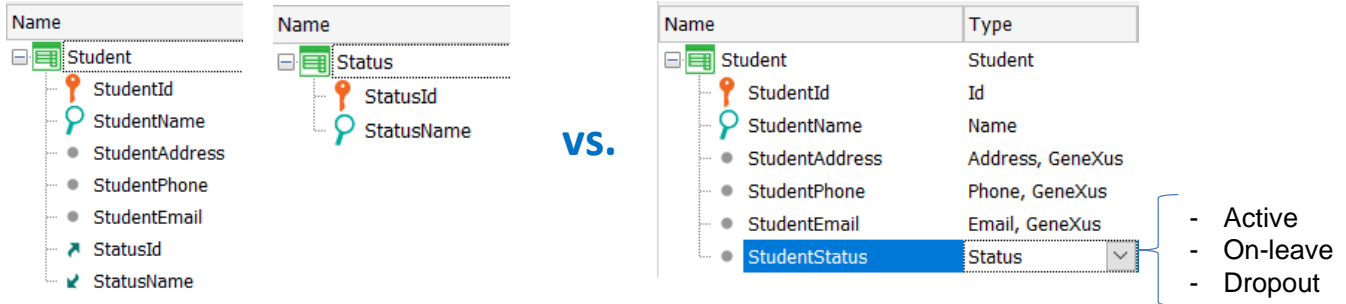 Name
Student
StudentId
StudentName
StudentAddress
StudentPhone
StudentEmail
StatusId
StatusName
Name
Status
StatusId
StatusName
vs.
Name Type
Student Student
StudentId Id
StudentName Name
StudentAddress Address, GeneXus
StudentPhone Phone, GeneXus
StudentEmail Email, GeneXus
StudentStatus Status
- Active
- On-leave
- Dropout